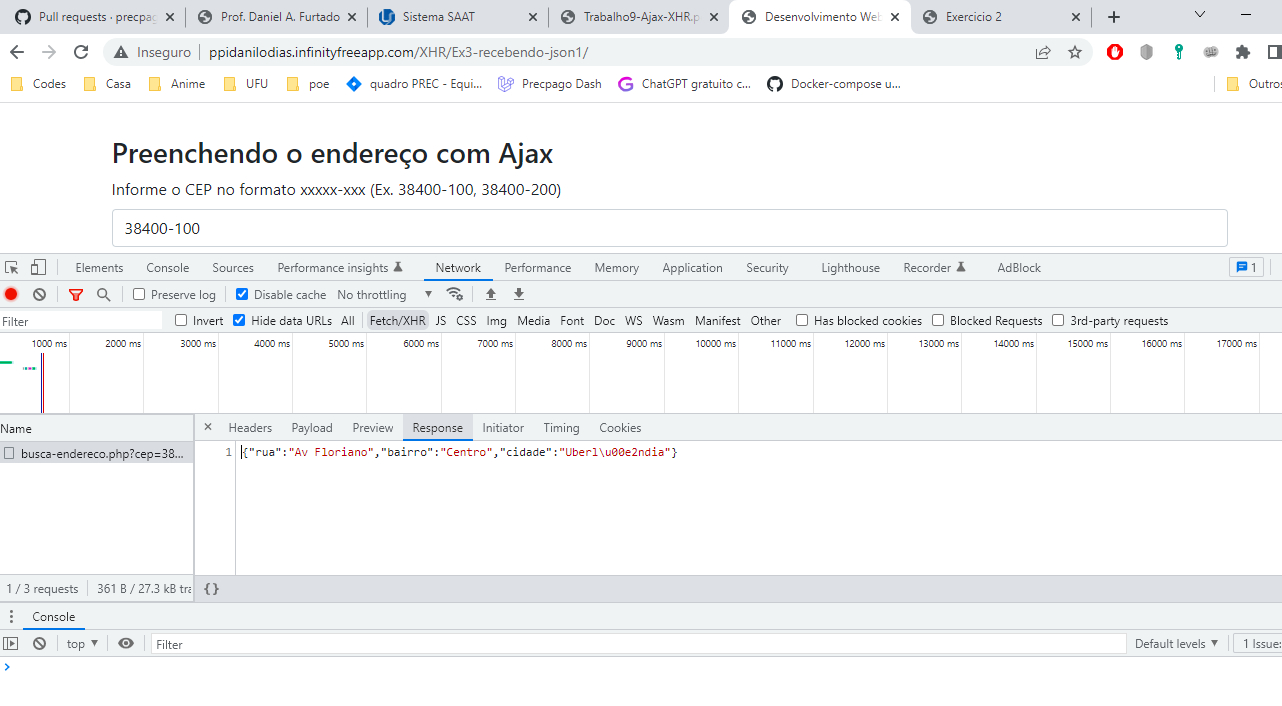 Pull requests · precpag
Prof. Daniel A. Furtado
Sistema SAAT
Trabalho9-Ajax-XHR.p
Desenvolvimento Web
Exercicio 2
Inseguro
ppidanilodias.infinityfreeapp.com/XHR/Ex3-recebendo-json1/
Codes
Casa
Anime
UFU
poe
quadro PREC - Equi...
Precpago Dash
ChatGPT gratuito c...
Docker-compose u...
Outros
Preenchendo o endereço com Ajax
Informe o CEP no formato xxxxx-xxx (Ex. 38400-100, 38400-200)
38400-100
Elements Console Sources Performance insights Network Performance Memory Application Security Lighthouse Recorder AdBlock 1
Preserve log Disable cache No throttling
Filter Invert Hide data URLs All Fetch/XHR JS CSS Img Media Font Doc WS Wasm Manifest Other Has blocked cookies Blocked Requests 3rd-party requests
1000 ms 2000 ms 3000 ms 4000 ms 5000 ms 6000 ms 7000 ms 8000 ms 9000 ms 10000 ms 11000 ms 12000 ms 13000 ms 14000 ms 15000 ms 16000 ms 17000 ms
Name
Headers Payload Preview Response Initiator Timing Cookies
busca-endereco.php?cep=38...
1 {"rua":"Av Floriano","bairro":"Centro","cidade":"Uberl\u00e2ndia"}
1 / 3 requests 361 B / 27.3 kB tra
{}
Console
top Filter Default levels 1 Issue: